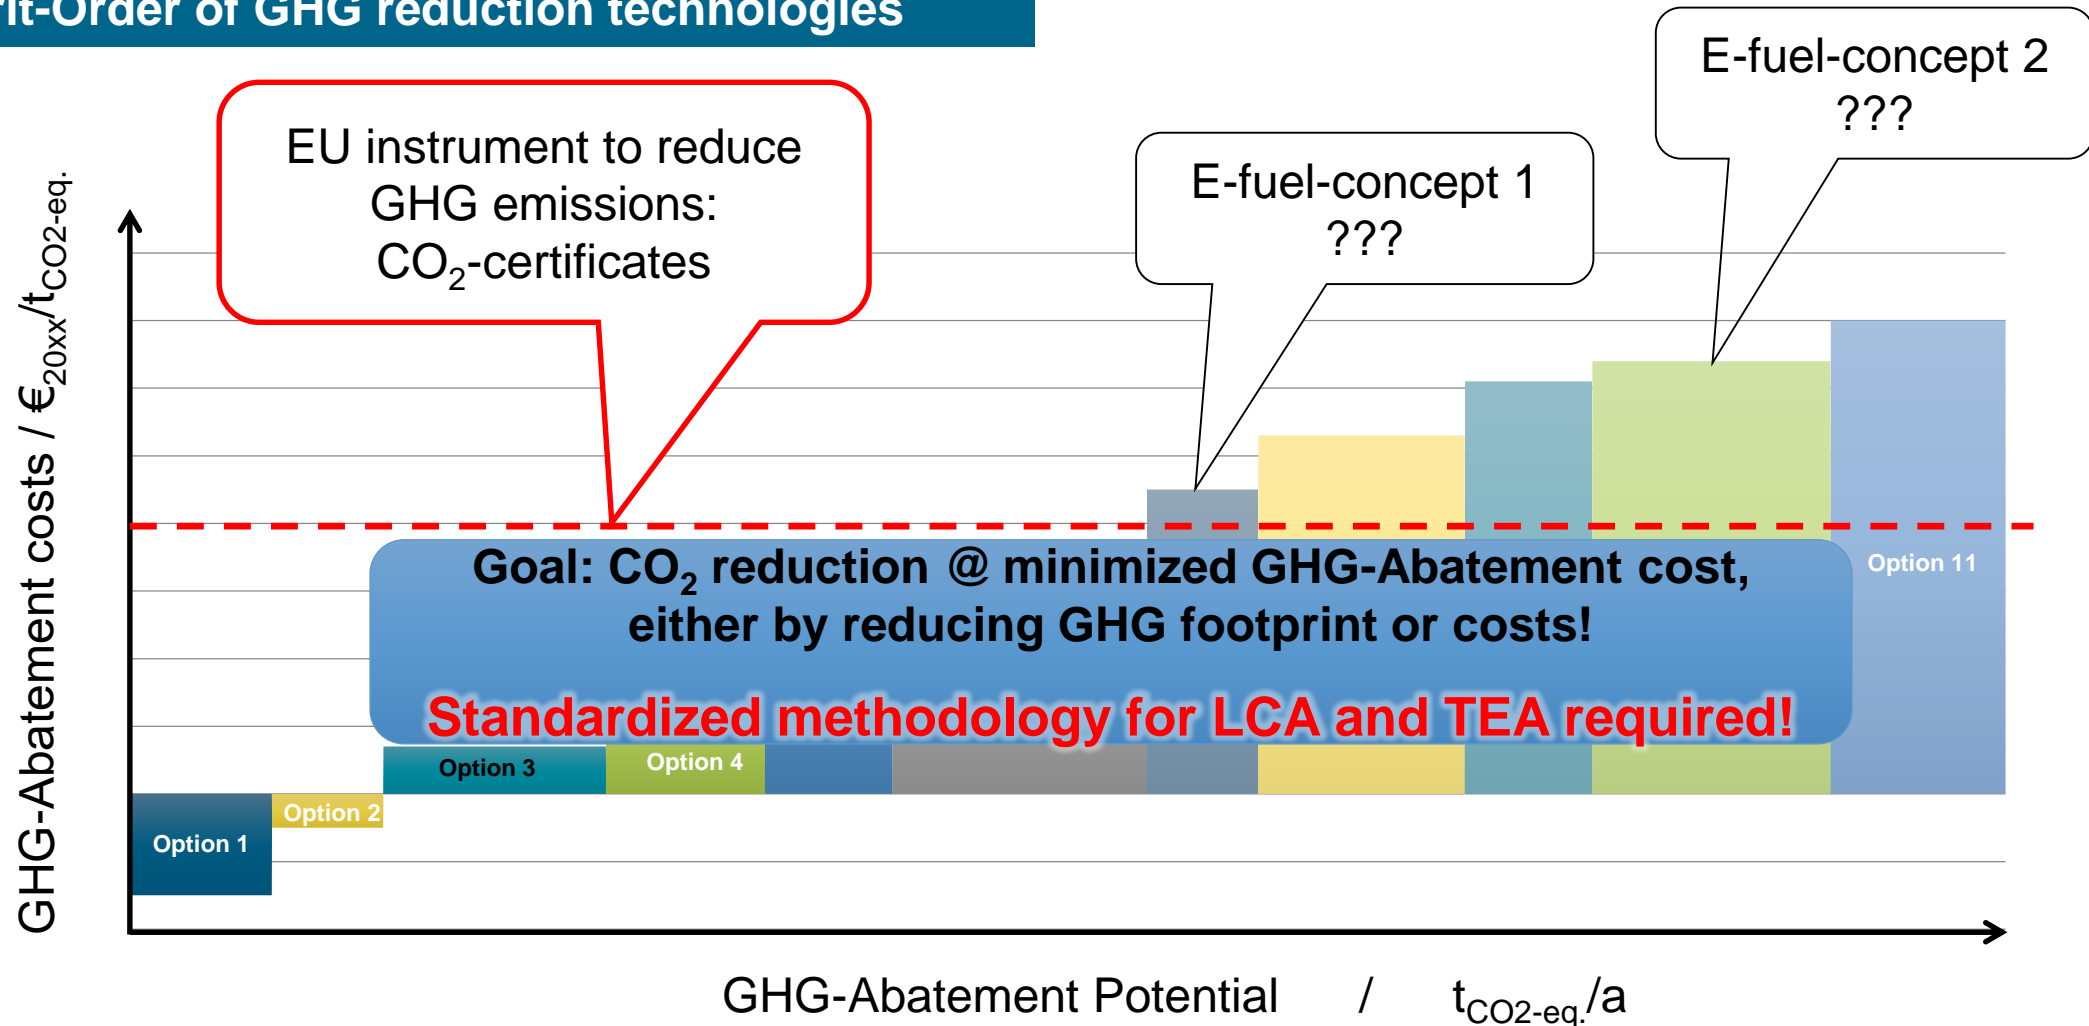 rit-Order of GHG reduction technologies
E-fuel-concept 2
???
EU instrument to reduce
GHG emissions:
CO₂-certificates
E-fuel-concept 1
???
GHG-Abatement costs / €₂₀ₓₓ/t_CO2-eq.
Goal: CO₂ reduction @ minimized GHG-Abatement cost,
either by reducing GHG footprint or costs!
Standardized methodology for LCA and TEA required!
Option 11
Option 3
Option 4
Option 2
Option 1
GHG-Abatement Potential / t_CO2-eq./a